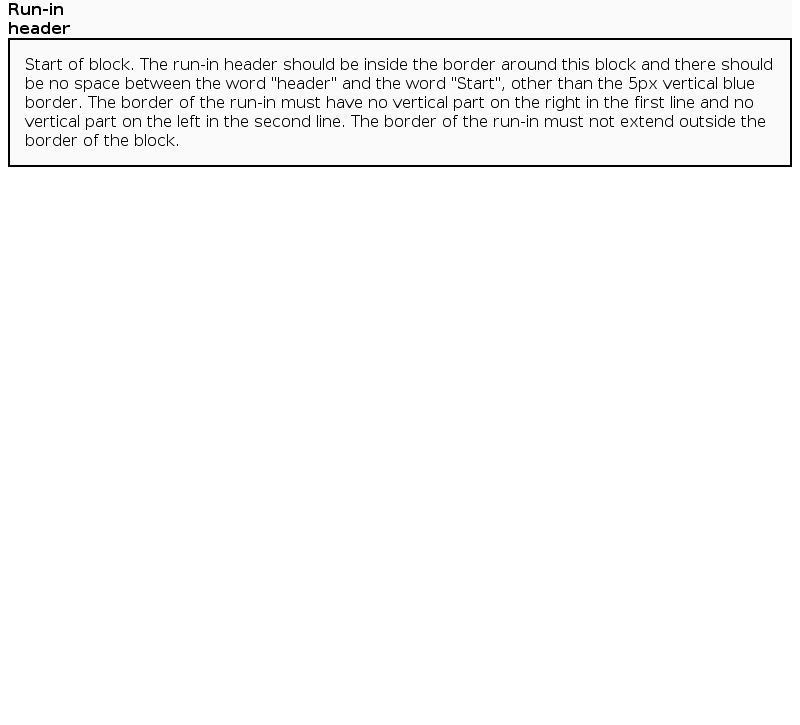 Run-in
header
Start of block. The run-in header should be inside the border around this block and there should
be no space between the word "header" and the word "Start", other than the 5px vertical blue
border. The border of the run-in must have no vertical part on the right in the first line and no
vertical part on the left in the second line. The border of the run-in must not extend outside the
border of the block.